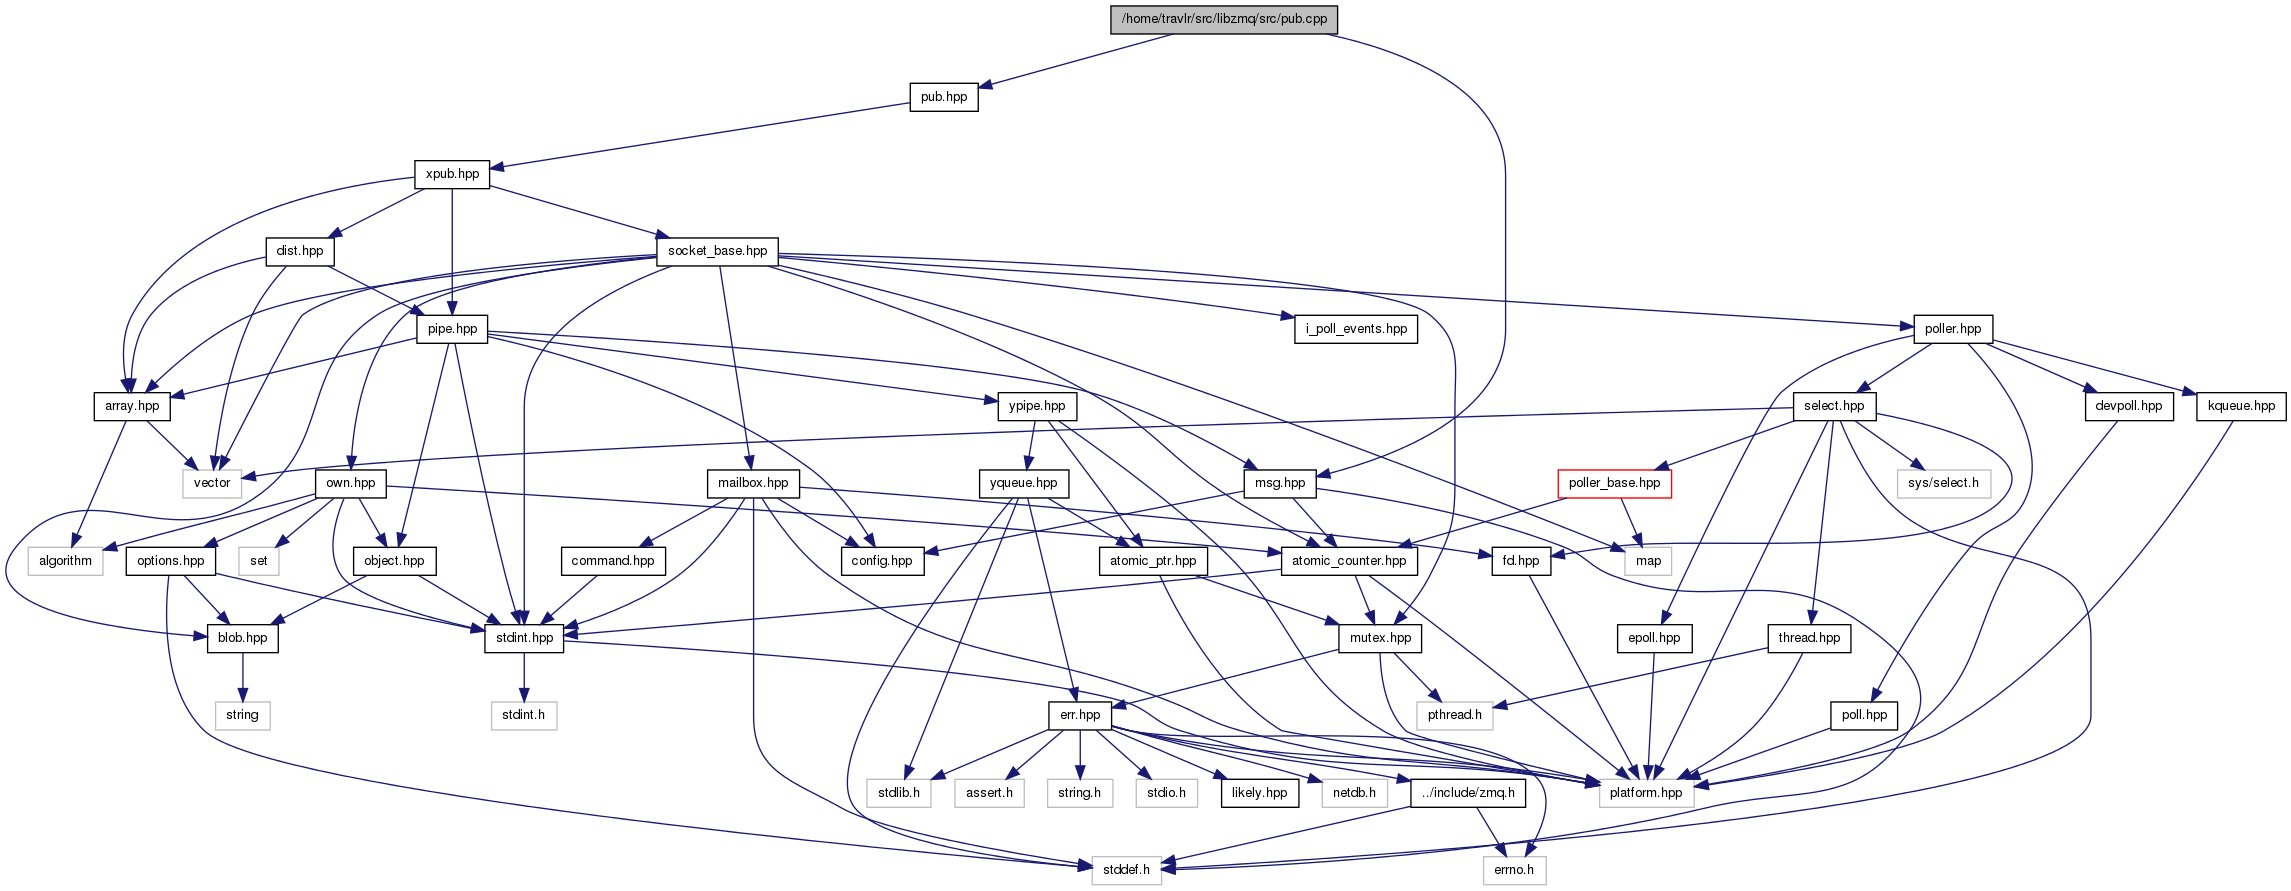 /home/travlr/src/libzmq/src/pub.cpp
pub.hpp
xpub.hpp
dist.hpp
socket_base.hpp
pipe.hpp
i_poll_events.hpp
poller.hpp
array.hpp
ypipe.hpp
select.hpp
devpoll.hpp
kqueue.hpp
vector
own.hpp
mailbox.hpp
yqueue.hpp
msg.hpp
poller_base.hpp
sys/select.h
algorithm
options.hpp
set
object.hpp
command.hpp
config.hpp
atomic_ptr.hpp
atomic_counter.hpp
fd.hpp
map
blob.hpp
stdint.hpp
mutex.hpp
epoll.hpp
thread.hpp
string
stdint.h
err.hpp
pthread.h
poll.hpp
stdlib.h
assert.h
string.h
stdio.h
likely.hpp
netdb.h
../include/zmq.h
platform.hpp
stddef.h
errno.h